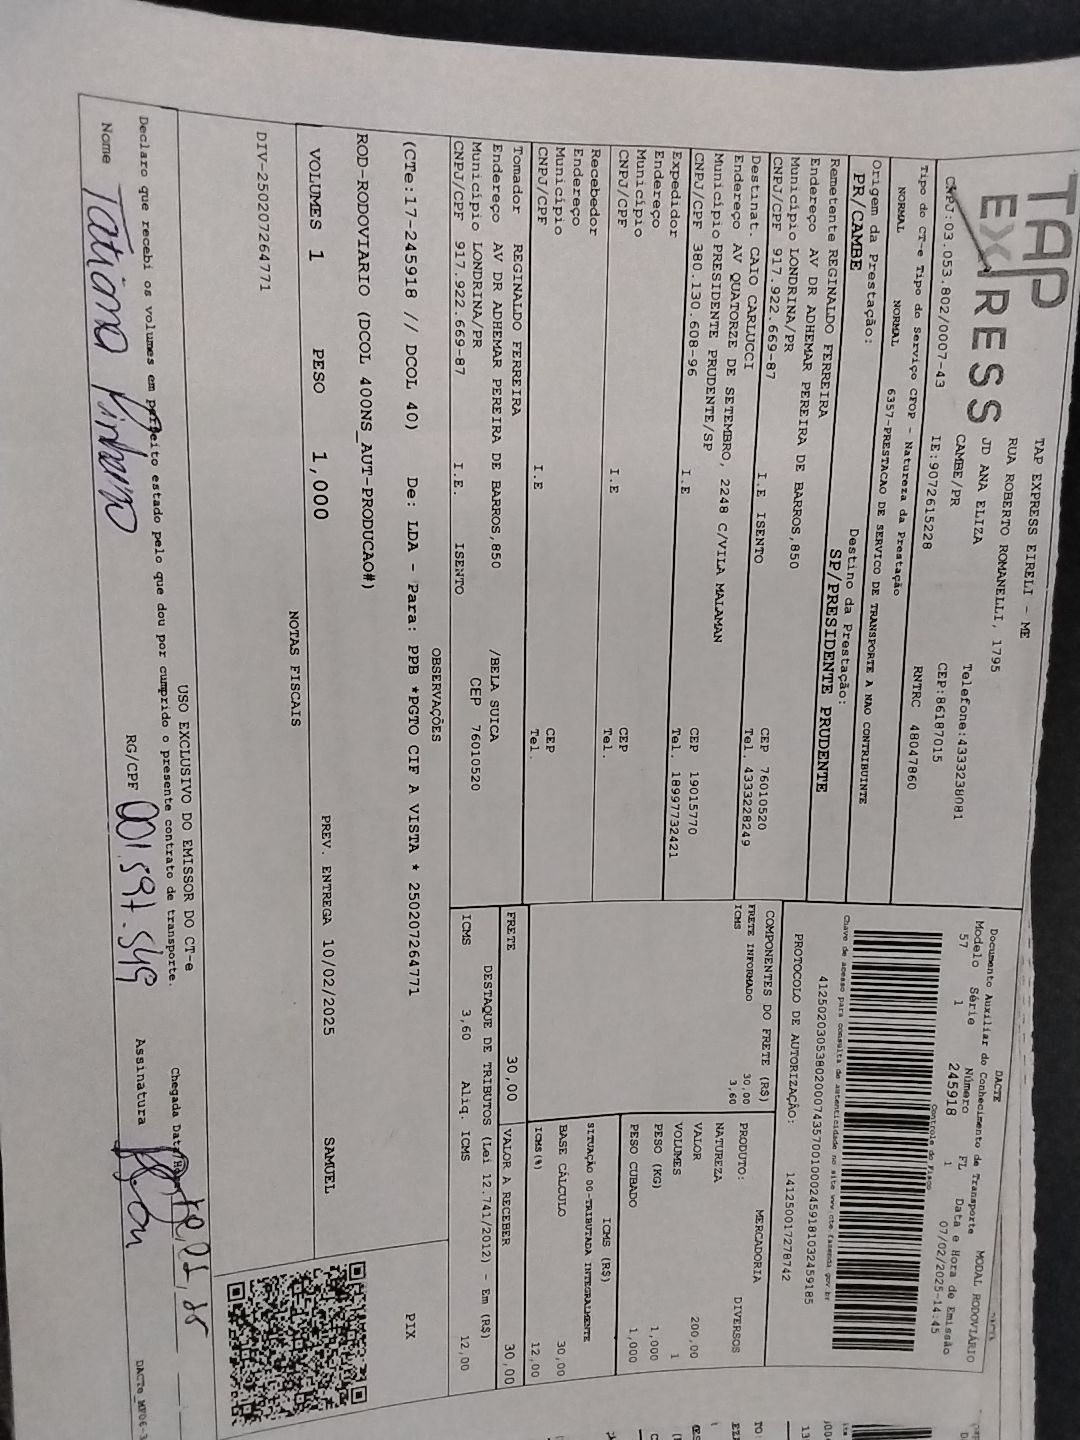 TAP
EXPRESS
TAP EXPRESS EIRELI - ME
RUA ROBERTO ROMANELLI, 1795
JD ANA ELIZA
CAMBE/PR
Telefone:4333238081
CEP:86187015
CNPJ:03.053.802/0007-43
IE:9072615228
RNTRC 48047860
Tipo do CT-e Tipo do Serviço CFOP - Natureza da Prestação
NORMAL NORMAL 6357-PRESTACAO DE SERVICO DE TRANSPORTE A NAO CONTRIBUINTE
Origem da Prestação: Destino da Prestação:
PR/CAMBE SP/PRESIDENTE PRUDENTE
DACTE
Documento Auxiliar do Conhecimento de Transporte MODAL RODOVIÁRIO
Modelo Série Número FL Data e Hora de Emissão
57 1 245918 1 07/02/2025-14:45
Controle do Fisco
Chave de acesso para consulta de autenticidade no site www.cte.fazenda.gov.br
41250203053802000743570010002459181032459185
PROTOCOLO DE AUTORIZAÇÃO: 141250017278742
Remetente REGINALDO FERREIRA
Endereço AV DR ADHEMAR PEREIRA DE BARROS,850
Município LONDRINA/PR CEP 76010520
CNPJ/CPF 917.922.669-87 I.E ISENTO Tel. 4333228249
Destinat. CAIO CARLUCCI
Endereço AV QUATORZE DE SETEMBRO, 2248 C/VILA MALAMAN
Município PRESIDENTE PRUDENTE/SP CEP 19015770
CNPJ/CPF 380.130.608-96 I.E Tel. 18997732421
Expedidor
Endereço
Município CEP
CNPJ/CPF I.E Tel.
Recebedor
Endereço
Município CEP
CNPJ/CPF I.E Tel.
Tomador REGINALDO FERREIRA
Endereço AV DR ADHEMAR PEREIRA DE BARROS,850 /BELA SUICA
Município LONDRINA/PR CEP 76010520
CNPJ/CPF 917.922.669-87 I.E. ISENTO
COMPONENTES DO FRETE (R$)
FRETE INFORMADO 30,00
ICMS 3,60
FRETE 30,00
PRODUTO: MERCADORIA
NATUREZA DIVERSOS
VALOR 200,00
VOLUMES 1
PESO (KG) 1,000
PESO CUBADO 1,000
ICMS (R$)
SITUAÇÃO 00-TRIBUTADA INTEGRALMENTE
BASE CÁLCULO 30,00
ICMS(%) 12,00
VALOR A RECEBER 30,00
DESTAQUE DE TRIBUTOS (Lei 12.741/2012) - Em (R$)
ICMS 3,60 Aliq. ICMS 12,00
OBSERVAÇÕES
(CTe:17-245918 // DCOL 40) De: LDA - Para: PPB *PGTO CIF A VISTA * 250207264771
PIX
ROD-RODOVIARIO (DCOL 400NS_AUT-PRODUCAO#)
VOLUMES 1 PESO 1,000 PREV. ENTREGA 10/02/2025 SAMUEL
NOTAS FISCAIS
DIV-250207264771
USO EXCLUSIVO DO EMISSOR DO CT-e
Declaro que recebi os volumes em perfeito estado pelo que dou por cumprido o presente contrato de transporte.
Nome Tatiana RG/CPF 001.597.549 Assinatura